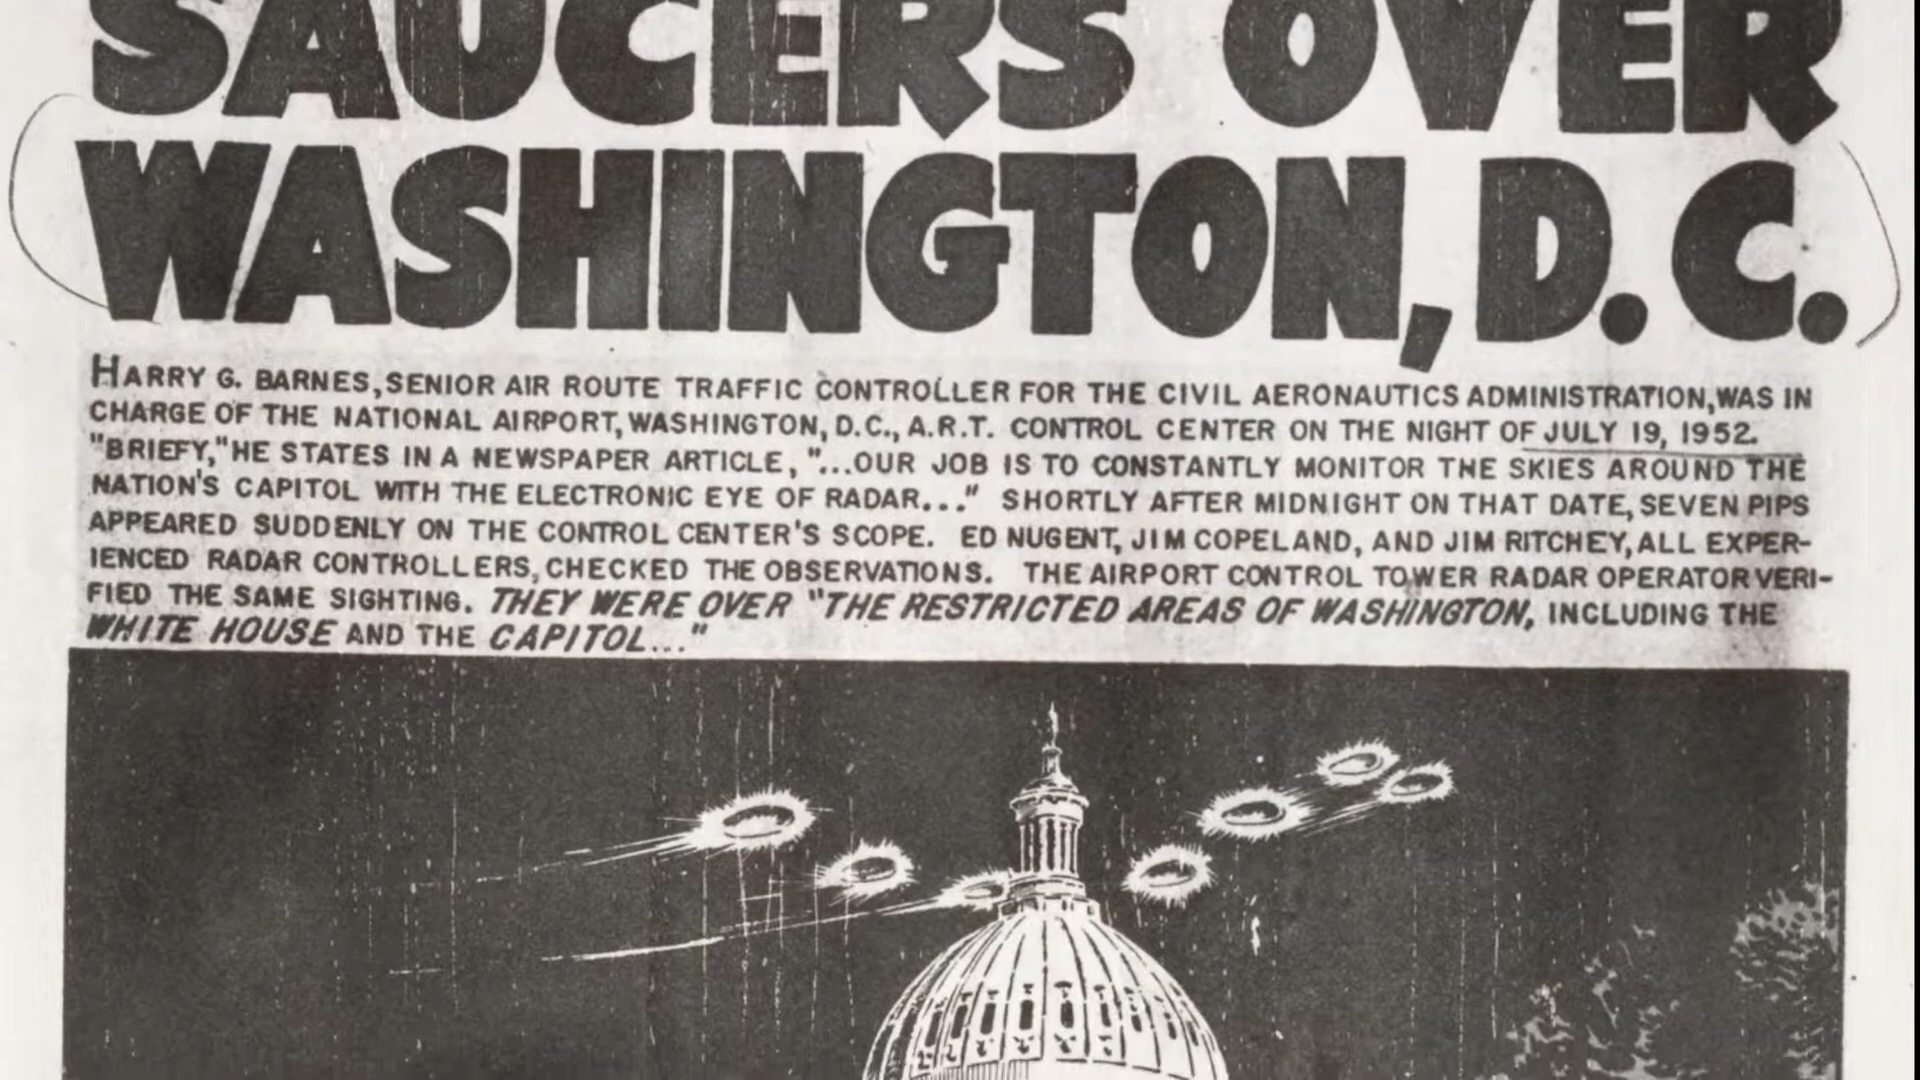 SAUCERS OVER
WASHINGTON, D.C.
HARRY G. BARNES, SENIOR AIR ROUTE TRAFFIC CONTROLLER FOR THE CIVIL AERONAUTICS ADMINISTRATION, WAS IN
CHARGE OF THE NATIONAL AIRPORT, WASHINGTON, D.C., A.R.T. CONTROL CENTER ON THE NIGHT OF JULY 19, 1952.
"BRIEFY," HE STATES IN A NEWSPAPER ARTICLE, "...OUR JOB IS TO CONSTANTLY MONITOR THE SKIES AROUND THE
NATION'S CAPITOL WITH THE ELECTRONIC EYE OF RADAR..." SHORTLY AFTER MIDNIGHT ON THAT DATE, SEVEN PIPS
APPEARED SUDDENLY ON THE CONTROL CENTER'S SCOPE. ED NUGENT, JIM COPELAND, AND JIM RITCHEY, ALL EXPER-
IENCED RADAR CONTROLLERS, CHECKED THE OBSERVATIONS. THE AIRPORT CONTROL TOWER RADAR OPERATOR VERI-
FIED THE SAME SIGHTING. THEY WERE OVER "THE RESTRICTED AREAS OF WASHINGTON, INCLUDING THE
WHITE HOUSE AND THE CAPITOL..."